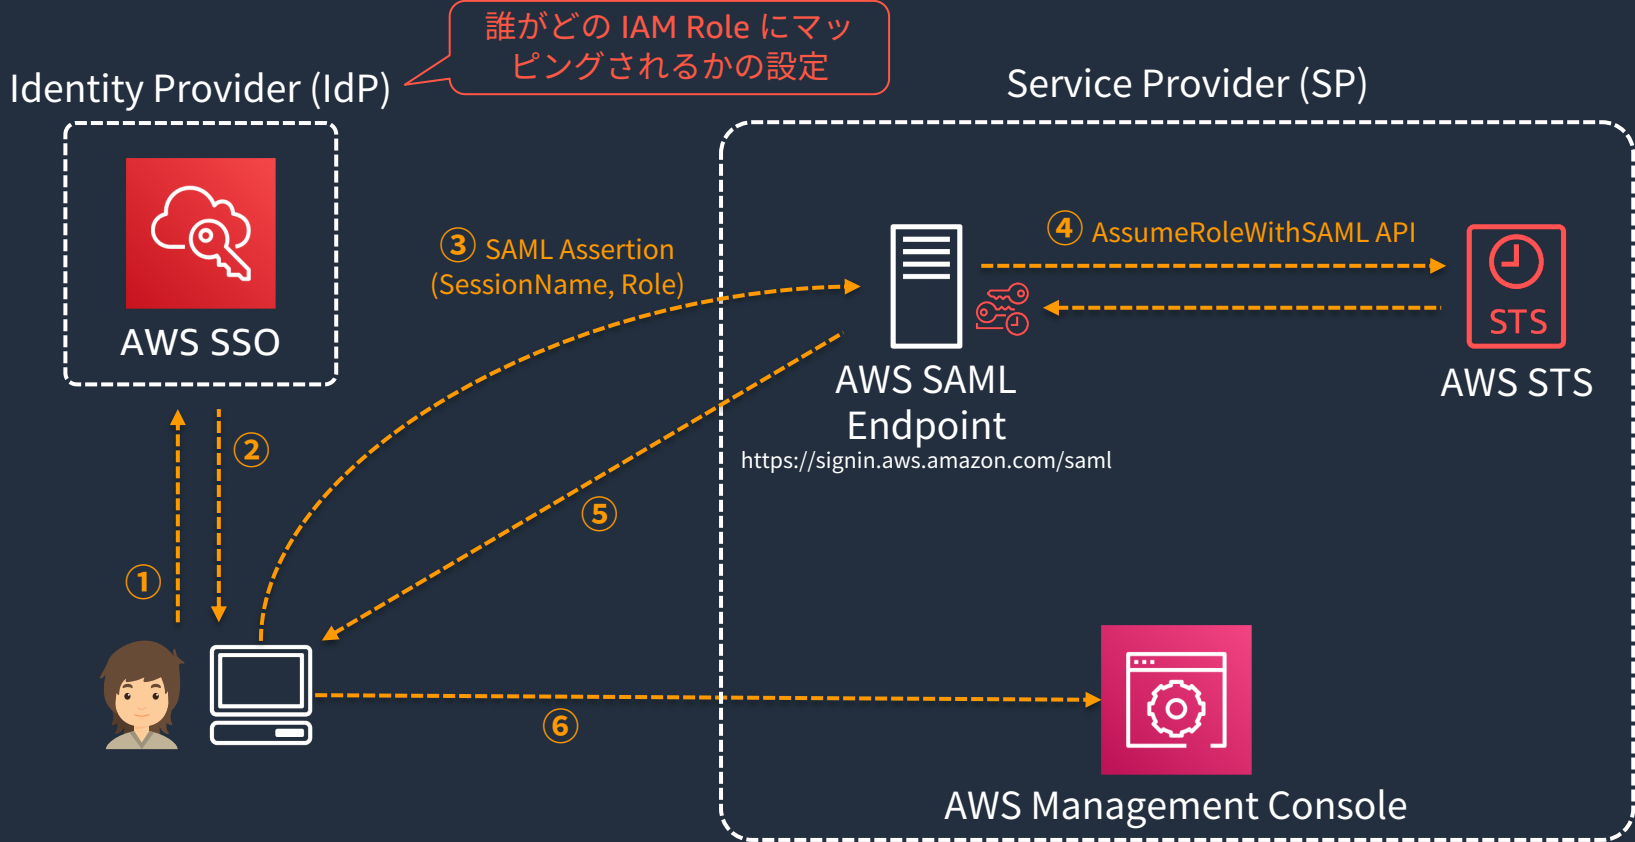 誰がどの IAM Role にマッ
ピングされるかの設定
Identity Provider (IdP)
Service Provider (SP)
AWS SSO
③ SAML Assertion
(SessionName, Role)
④ AssumeRoleWithSAML API
STS
AWS STS
AWS SAML
Endpoint
https://signin.aws.amazon.com/saml
①
②
⑤
⑥
AWS Management Console